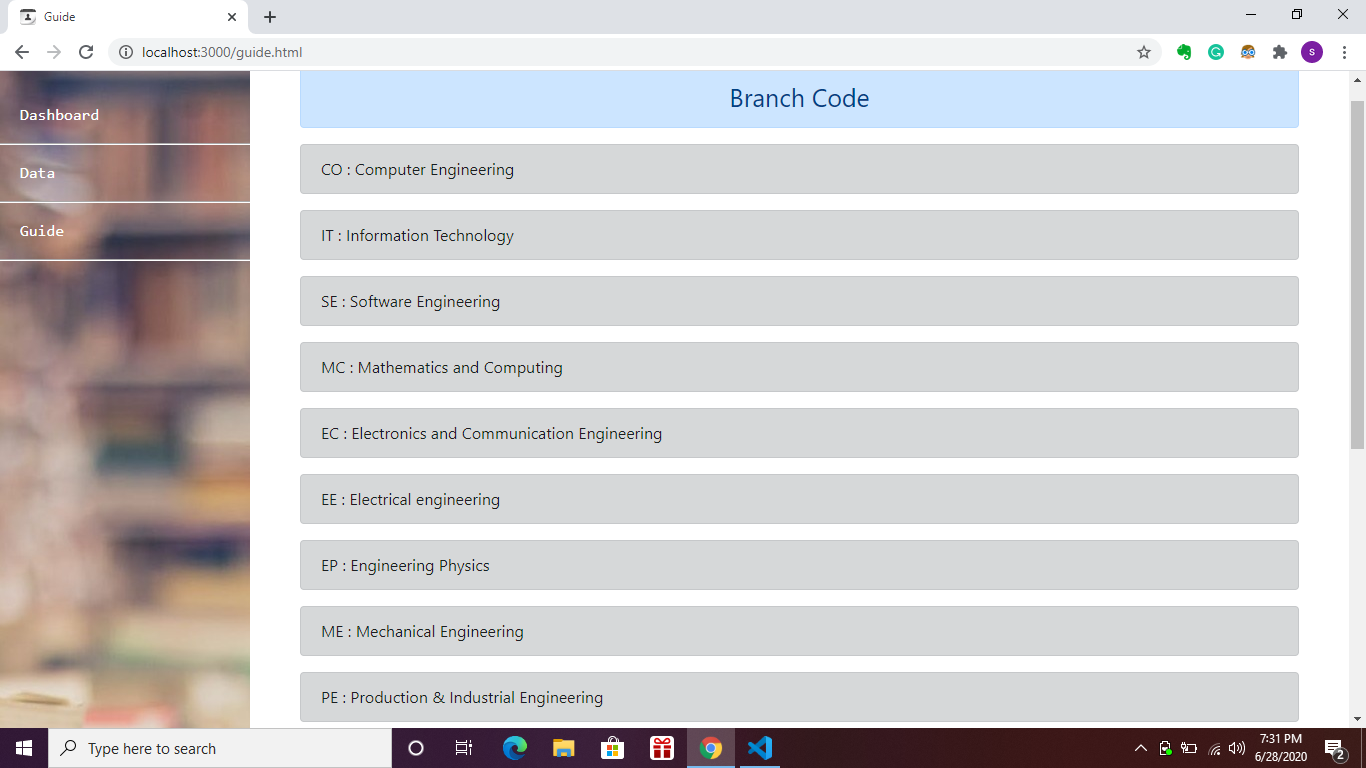 Guide
localhost:3000/guide.html
S
Dashboard
Data
Guide
Branch Code
CO : Computer Engineering
IT : Information Technology
SE : Software Engineering
MC : Mathematics and Computing
EC : Electronics and Communication Engineering
EE : Electrical engineering
EP : Engineering Physics
ME : Mechanical Engineering
PE : Production & Industrial Engineering
Type here to search
7:31 PM
6/28/2020
2